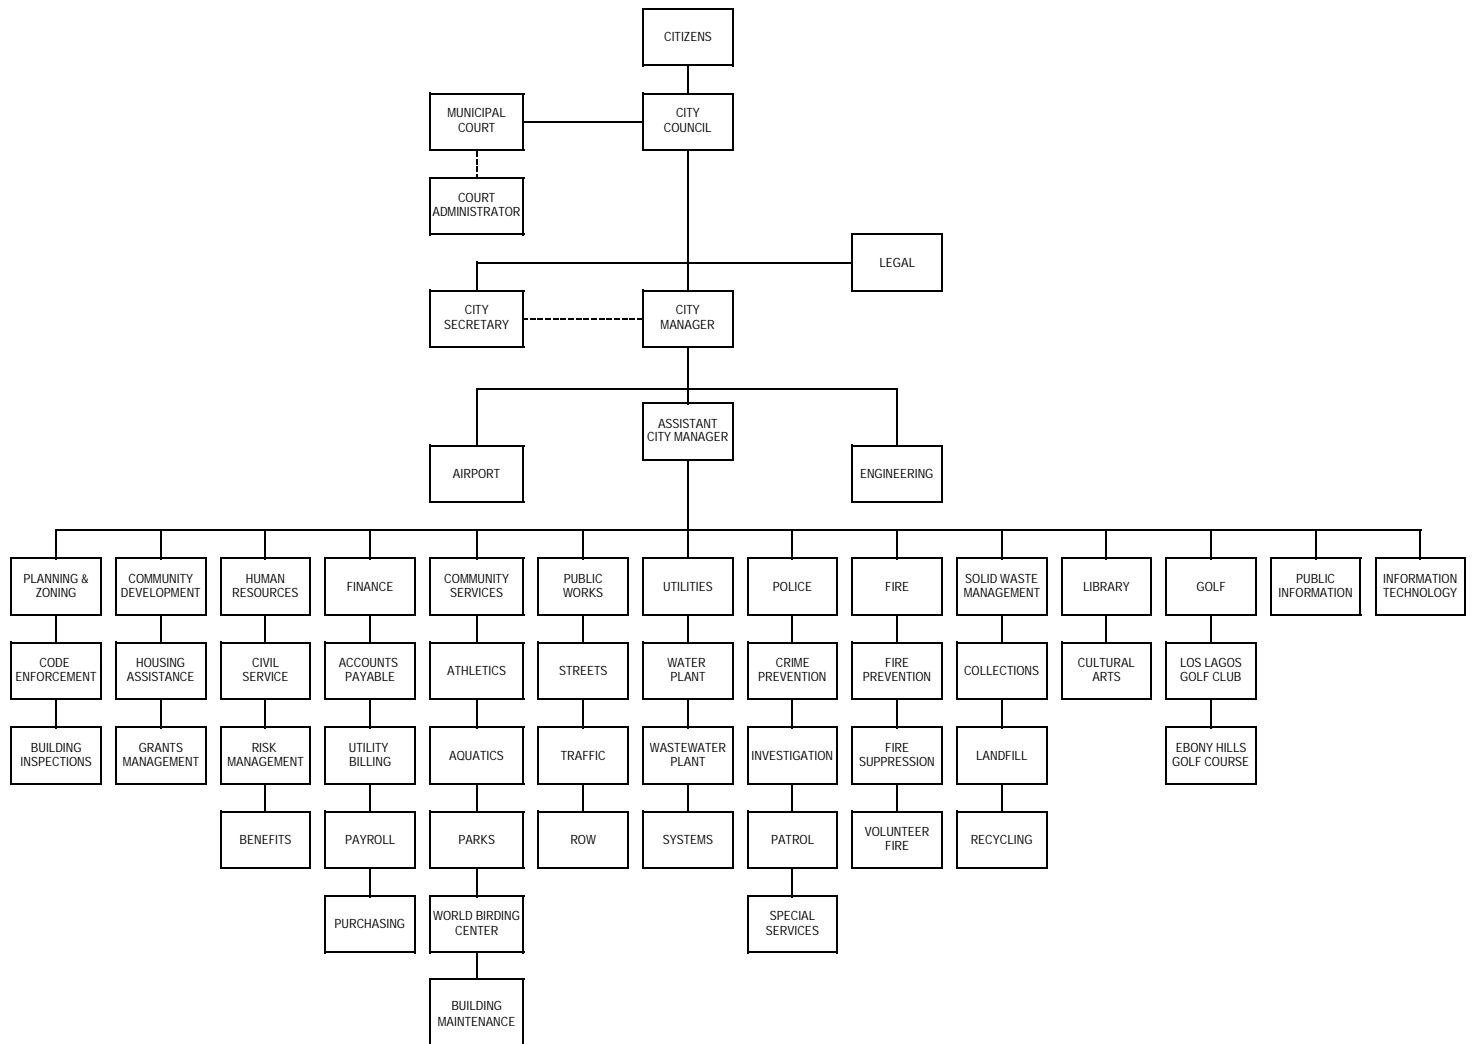 CITIZENS
MUNICIPAL
COURT
CITY
COUNCIL
COURT
ADMINISTRATOR
LEGAL
CITY
SECRETARY
CITY
MANAGER
ASSISTANT
CITY MANAGER
AIRPORT
ENGINEERING
PLANNING &
ZONING
COMMUNITY
DEVELOPMENT
HUMAN
RESOURCES
FINANCE
COMMUNITY
SERVICES
PUBLIC
WORKS
UTILITIES
POLICE
FIRE
SOLID WASTE
MANAGEMENT
LIBRARY
GOLF
PUBLIC
INFORMATION
INFORMATION
TECHNOLOGY
CODE
ENFORCEMENT
HOUSING
ASSISTANCE
CIVIL
SERVICE
ACCOUNTS
PAYABLE
ATHLETICS
STREETS
WATER
PLANT
CRIME
PREVENTION
FIRE
PREVENTION
COLLECTIONS
CULTURAL
ARTS
LOS LAGOS
GOLF CLUB
BUILDING
INSPECTIONS
GRANTS
MANAGEMENT
RISK
MANAGEMENT
UTILITY
BILLING
AQUATICS
TRAFFIC
WASTEWATER
PLANT
INVESTIGATION
FIRE
SUPPRESSION
LANDFILL
EBONY HILLS
GOLF COURSE
BENEFITS
PAYROLL
PARKS
ROW
SYSTEMS
PATROL
VOLUNTEER
FIRE
RECYCLING
PURCHASING
WORLD BIRDING
CENTER
SPECIAL
SERVICES
BUILDING
MAINTENANCE